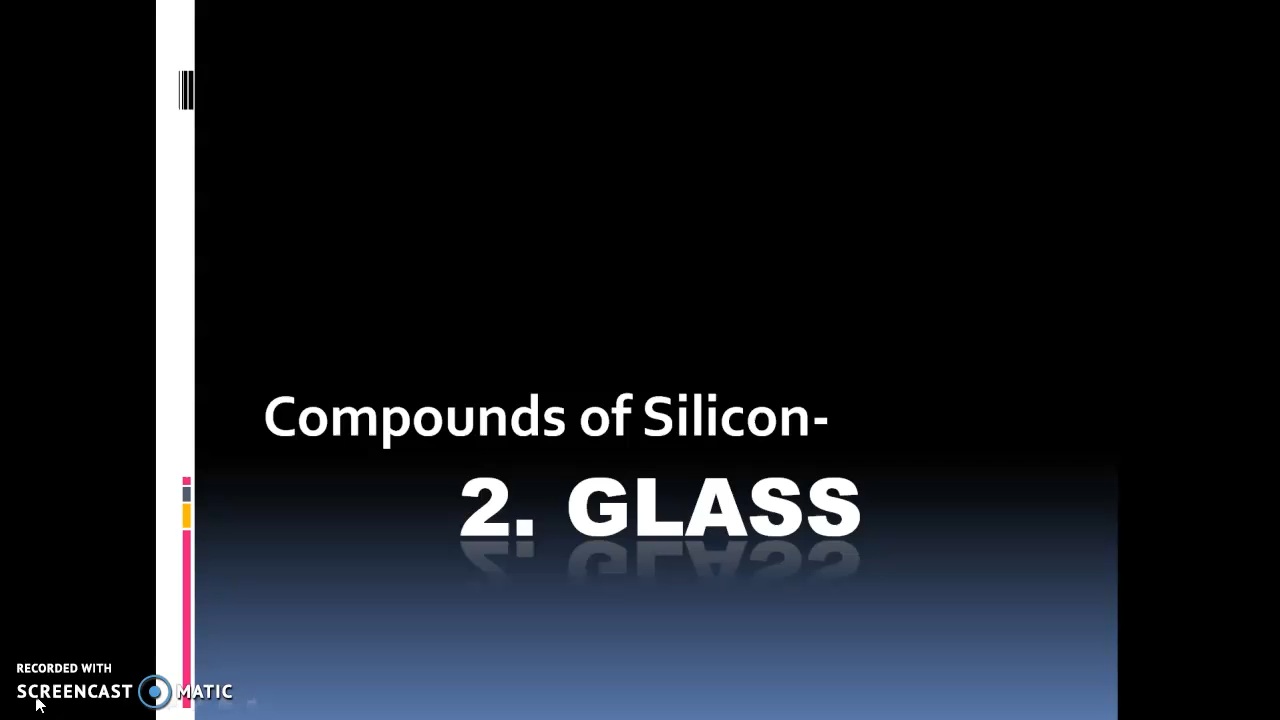 Compounds of Silicon-
2. GLASS
RECORDED WITH
SCREENCAST MATIC